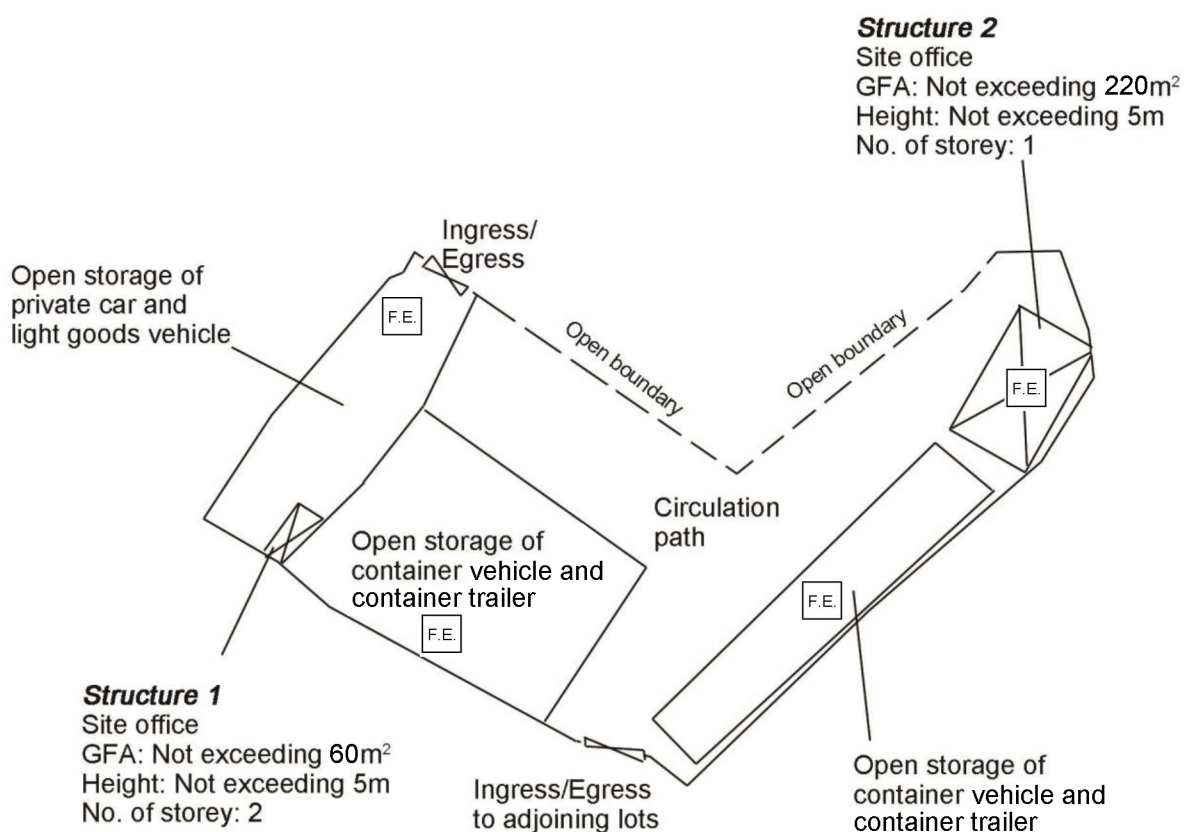 Structure 2
Site office
GFA: Not exceeding 220m²
Height: Not exceeding 5m
No. of storey: 1
Ingress/
Egress
Open storage of
private car and
light goods vehicle
F.E.
Open boundary
Open boundary
F.E.
Circulation
path
Open storage of
container vehicle and
container trailer
F.E.
F.E.
Structure 1
Site office
GFA: Not exceeding 60m²
Height: Not exceeding 5m
No. of storey: 2
Ingress/Egress
to adjoining lots
Open storage of
container vehicle and
container trailer